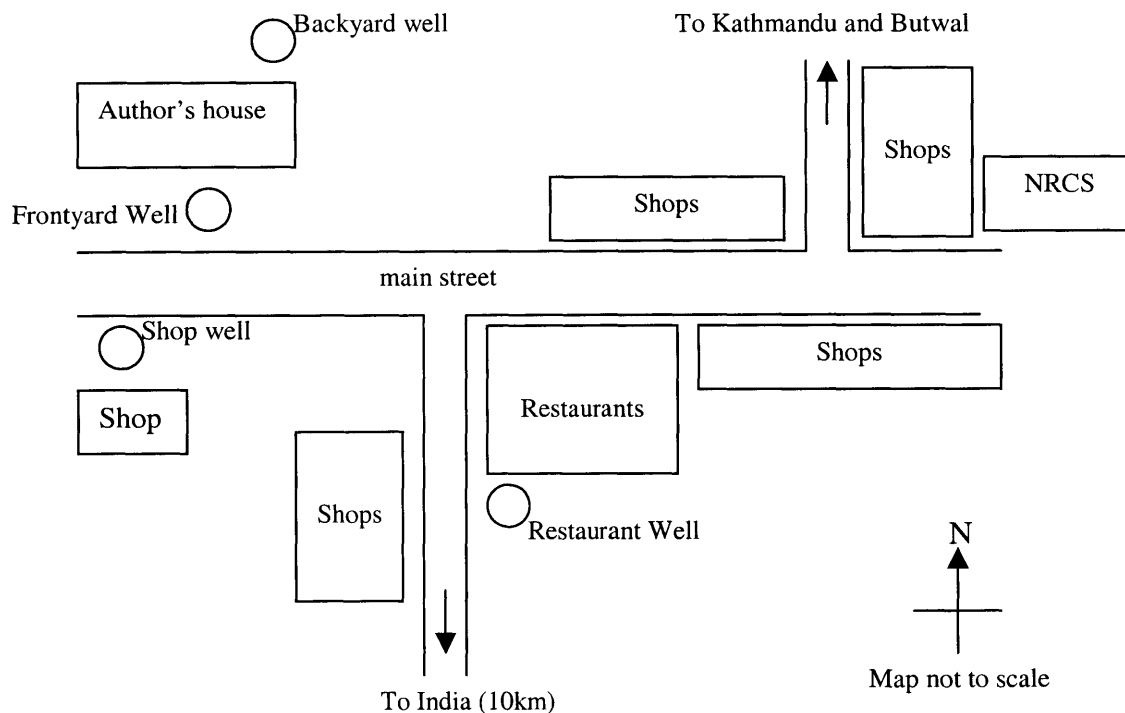 Backyard well
To Kathmandu and Butwal
Author's house
Shops
NRCS
Shops
Frontyard Well
main street
Shop well
Shops
Restaurants
Shop
Shops
Restaurant Well
N
Map not to scale
To India (10km)